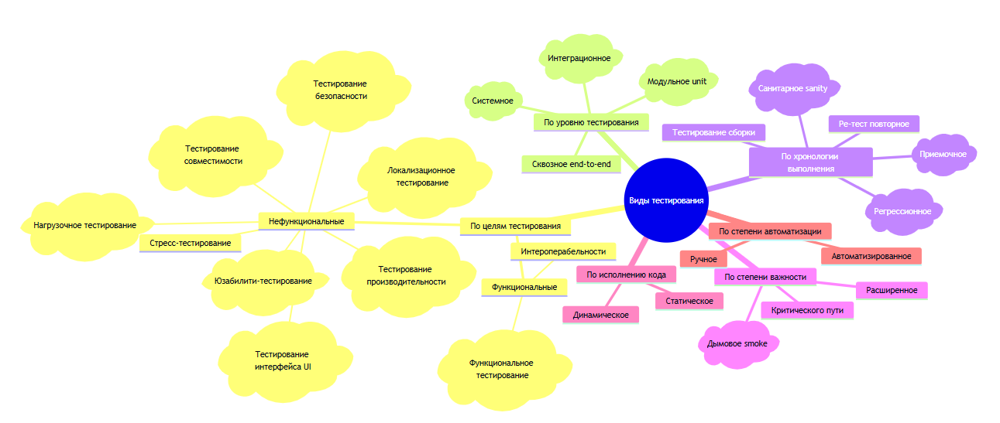 Виды тестирования
По уровню тестирования
Интеграционное
Модульное unit
Системное
Сквозное end-to-end
По хронологии
выполнения
Санитарное sanity
Ре-тест повторное
Тестирование сборки
Приемочное
Регрессионное
По степени автоматизации
Ручное
Автоматизированное
По степени важности
Расширенное
Критического пути
Дымовое smoke
По исполнению кода
Статическое
Динамическое
По целям тестирования
Нефункциональные
Тестирование
безопасности
Тестирование
совместимости
Локализационное
тестирование
Нагрузочное тестирование
Стресс-тестирование
Юзабилити-тестирование
Тестирование
производительности
Тестирование
интерфейса UI
Функциональные
Интероперабельности
Функциональное
тестирование